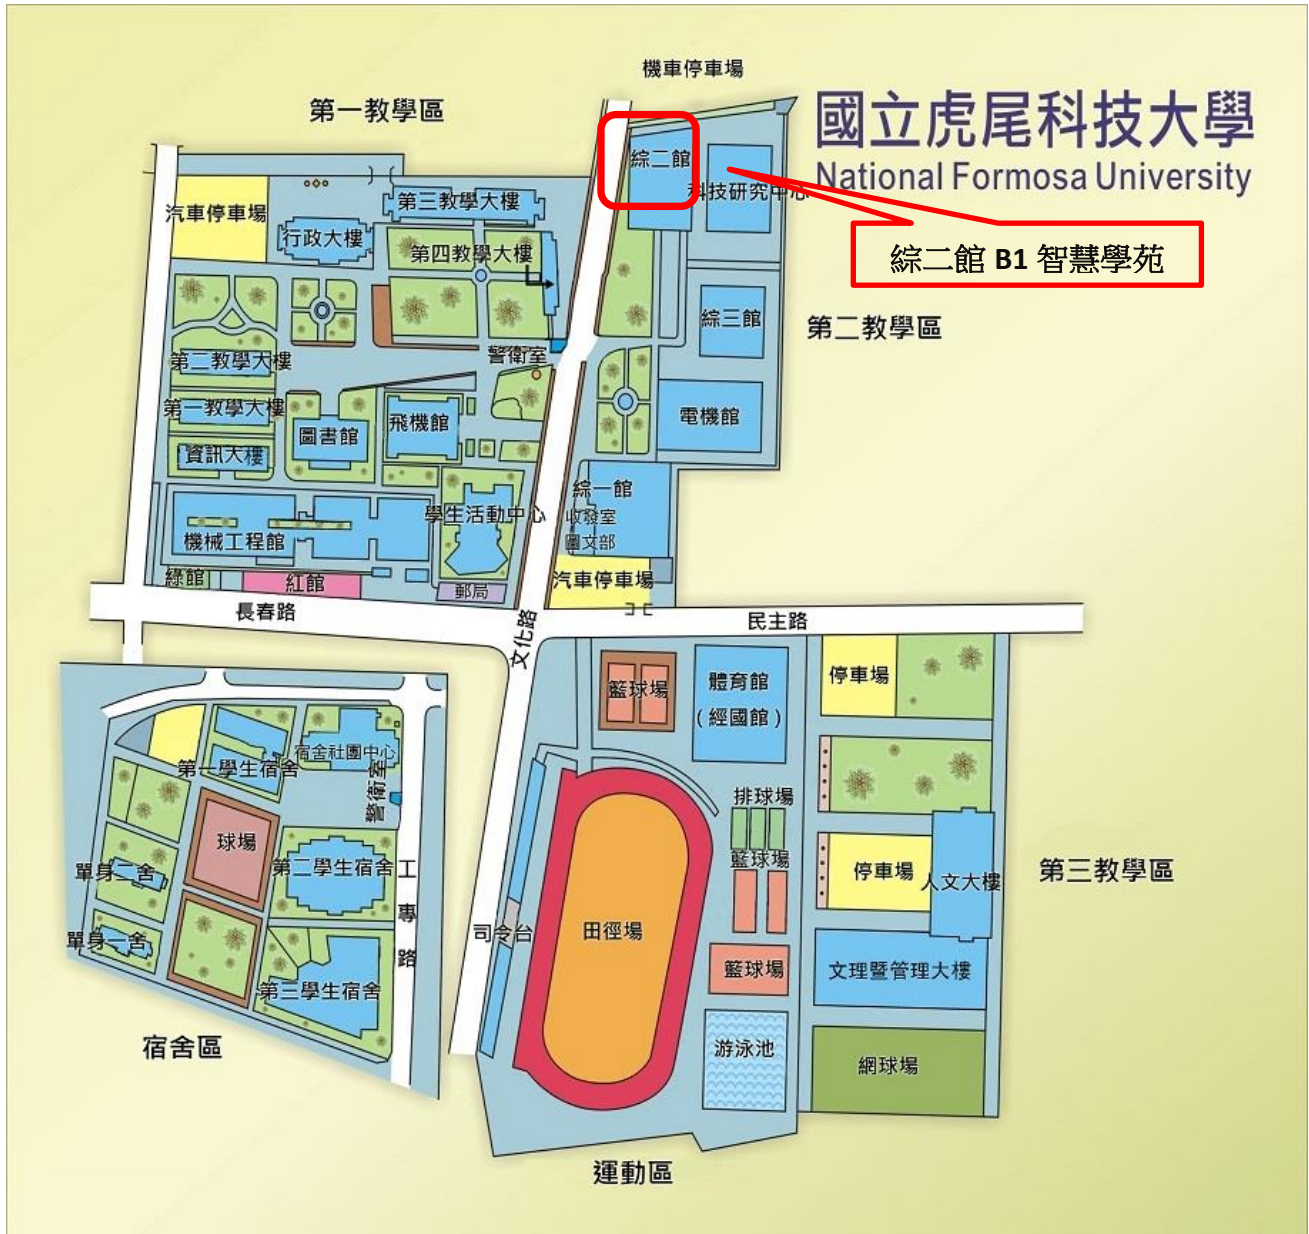 機車停車場
第一教學區
國立虎尾科技大學
National Formosa University
綜二館
科技研究中心
綜二館 B1 智慧學苑
汽車停車場
第三教學大樓
行政大樓
第四教學大樓
綜三館
第二教學區
警衛室
第二教學大樓
第一教學大樓
圖書館
飛機館
電機館
資訊大樓
綜一館
學生活動中心
收發室
圖文部
機械工程館
綠館
紅館
郵局
汽車停車場
長春路
文化路
民主路
籃球場
體育館
(經國館)
停車場
宿舍社團中心
第一學生宿舍
警衛室
排球場
球場
籃球場
第二學生宿舍
工專路
單身二舍
停車場
人文大樓
第三教學區
單身一舍
司令台
田徑場
籃球場
文理暨管理大樓
第三學生宿舍
宿舍區
游泳池
網球場
運動區